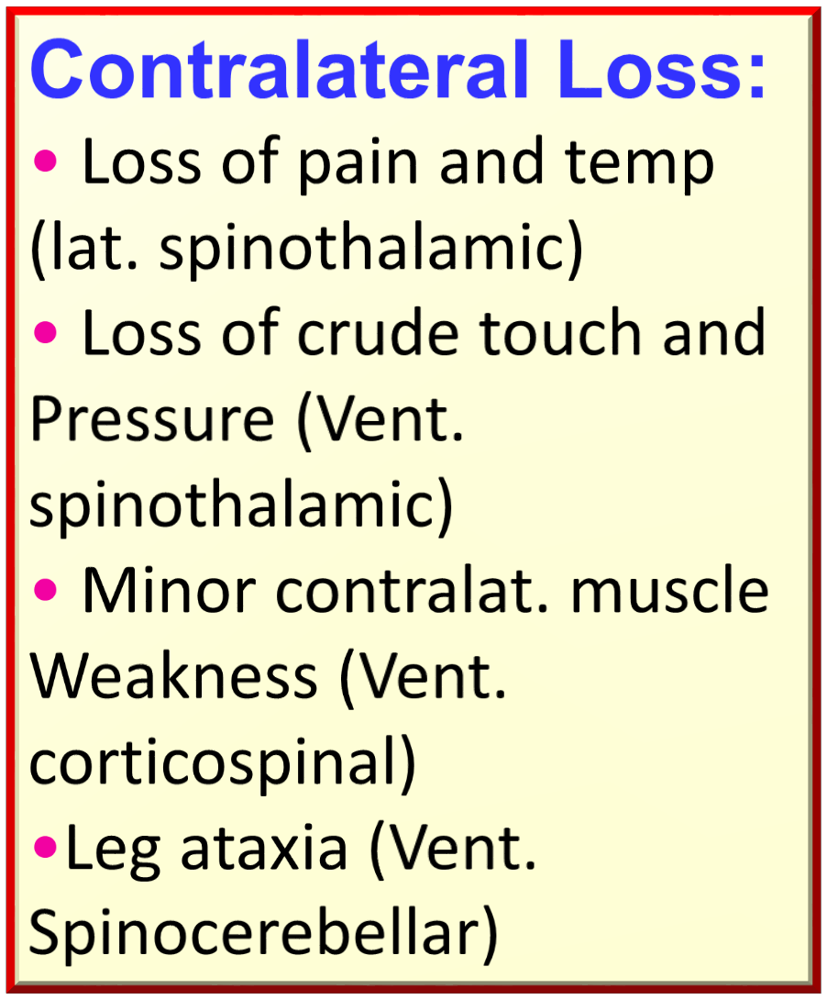 Contralateral Loss:
• Loss of pain and temp
(lat. spinothalamic)
• Loss of crude touch and
Pressure (Vent.
spinothalamic)
• Minor contralat. muscle
Weakness (Vent.
corticospinal)
•Leg ataxia (Vent.
Spinocerebellar)